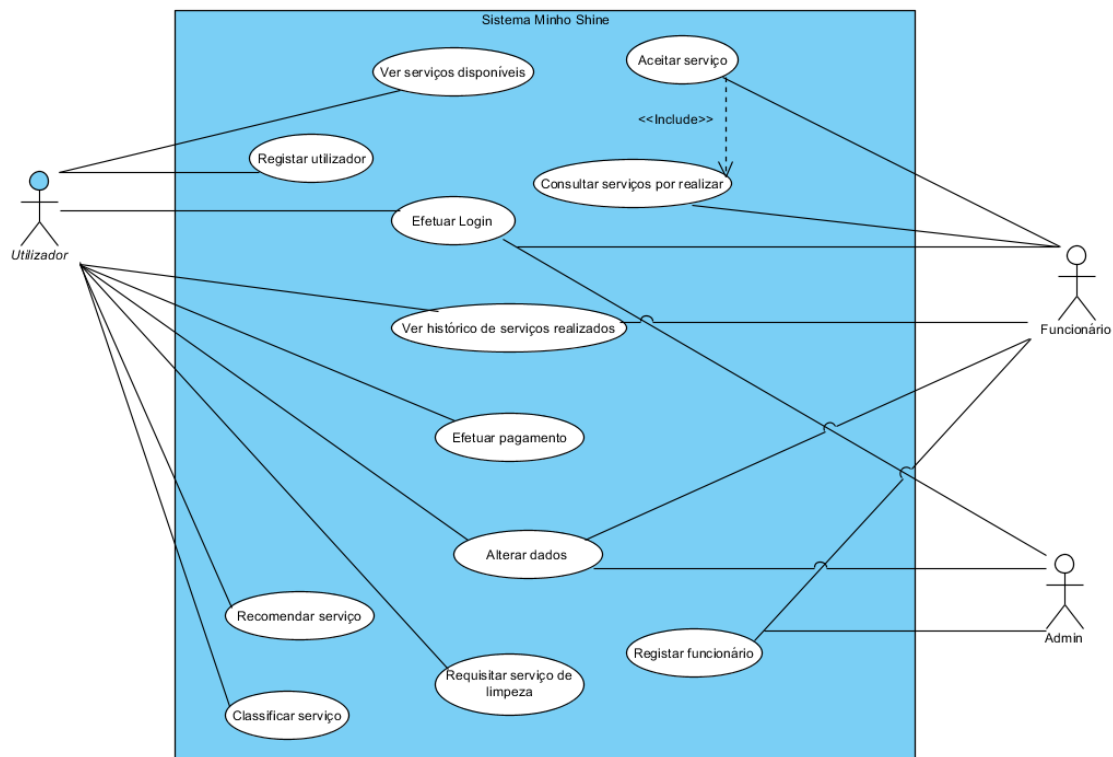 Sistema Minho Shine
Ver serviços disponíveis
Aceitar serviço
<<Include>>
Registar utilizador
Consultar serviços por realizar
Efetuar Login
Utilizador
Ver histórico de serviços realizados
Funcionário
Efetuar pagamento
Alterar dados
Recomendar serviço
Registar funcionário
Admin
Requisitar serviço de
limpeza
Classificar serviço